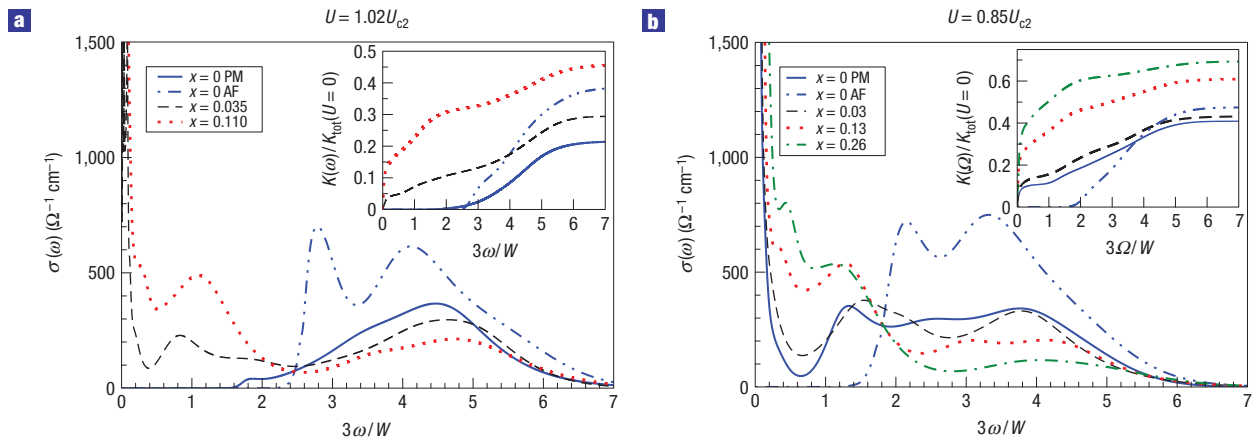 a
U = 1.02U_c2
1,500
1,000
500
0
σ(ω) (Ω⁻¹ cm⁻¹)
x = 0 PM
x = 0 AF
x = 0.035
x = 0.110
0.5
0.4
0.3
0.2
0.1
0
K(ω)/K_tot(U = 0)
0 1 2 3 4 5 6 7
3ω/W
0 1 2 3 4 5 6 7
3ω/W
b
U = 0.85U_c2
1,500
1,000
500
0
σ(ω) (Ω⁻¹ cm⁻¹)
x = 0 PM
x = 0 AF
x = 0.03
x = 0.13
x = 0.26
0.6
0.4
0.2
0
K(Ω)/K_tot(U = 0)
0 1 2 3 4 5 6 7
3Ω/W
0 1 2 3 4 5 6 7
3ω/W